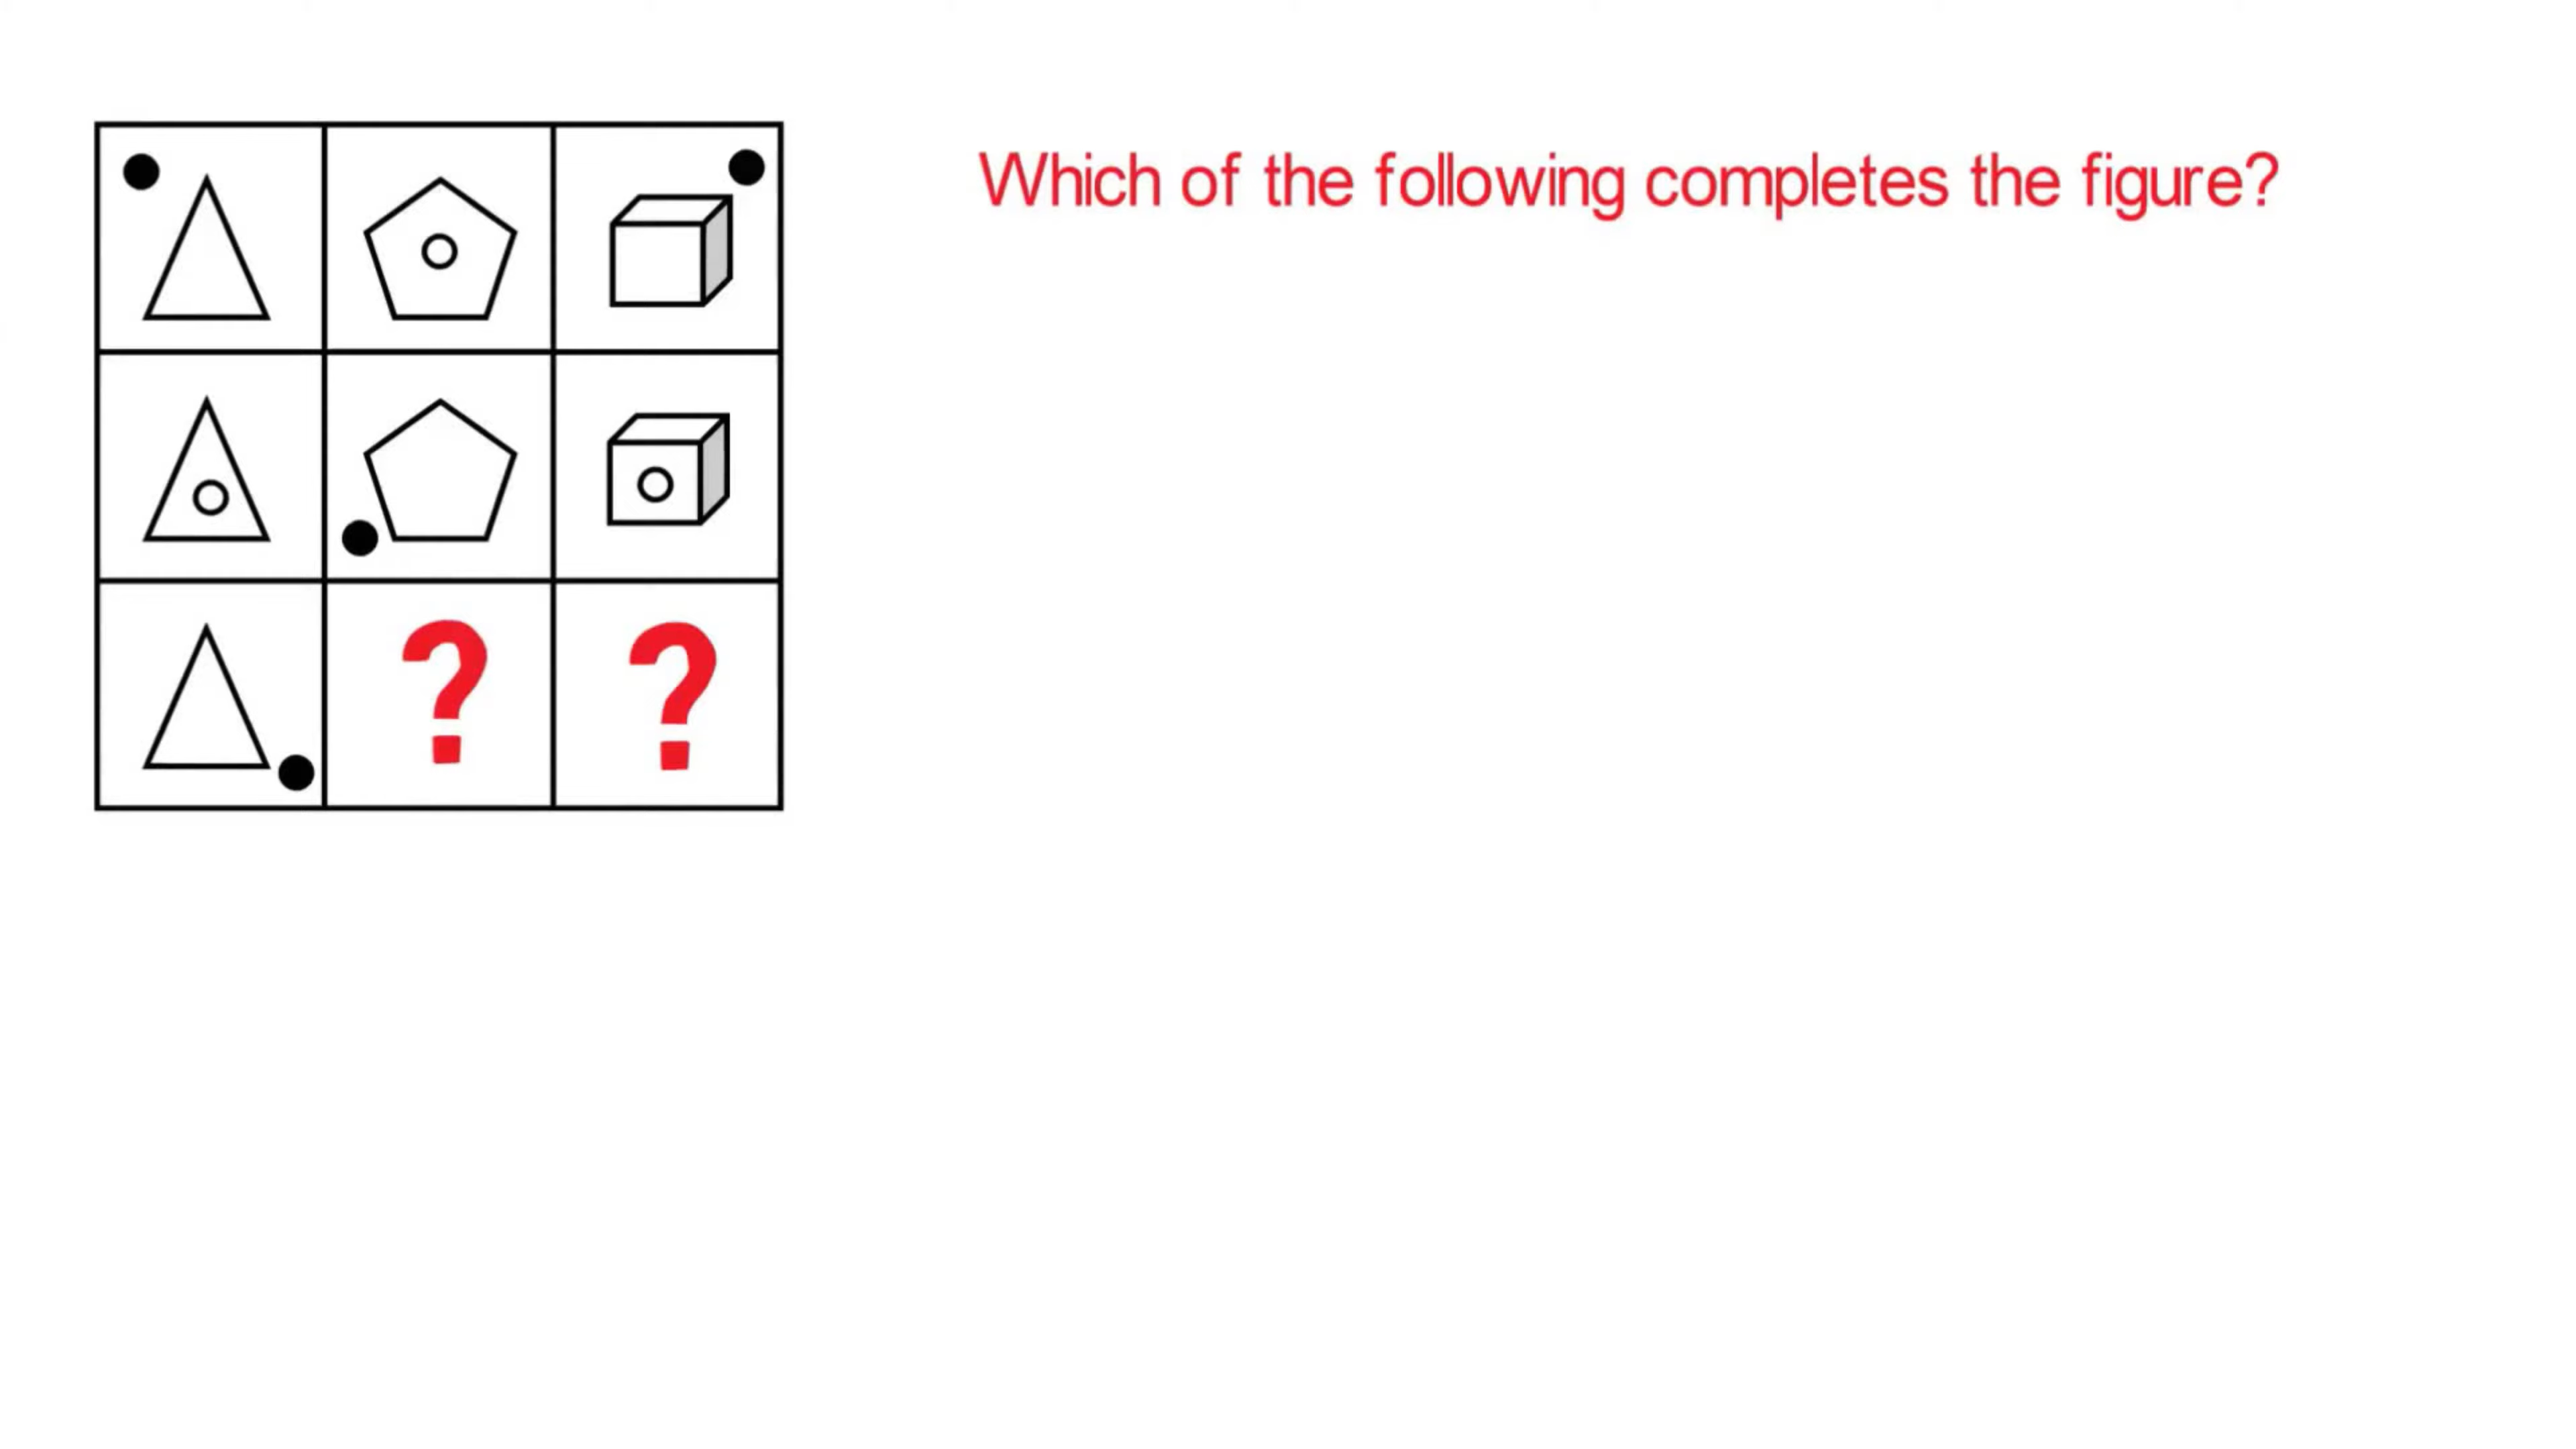 Which of the following completes the figure?
? ?